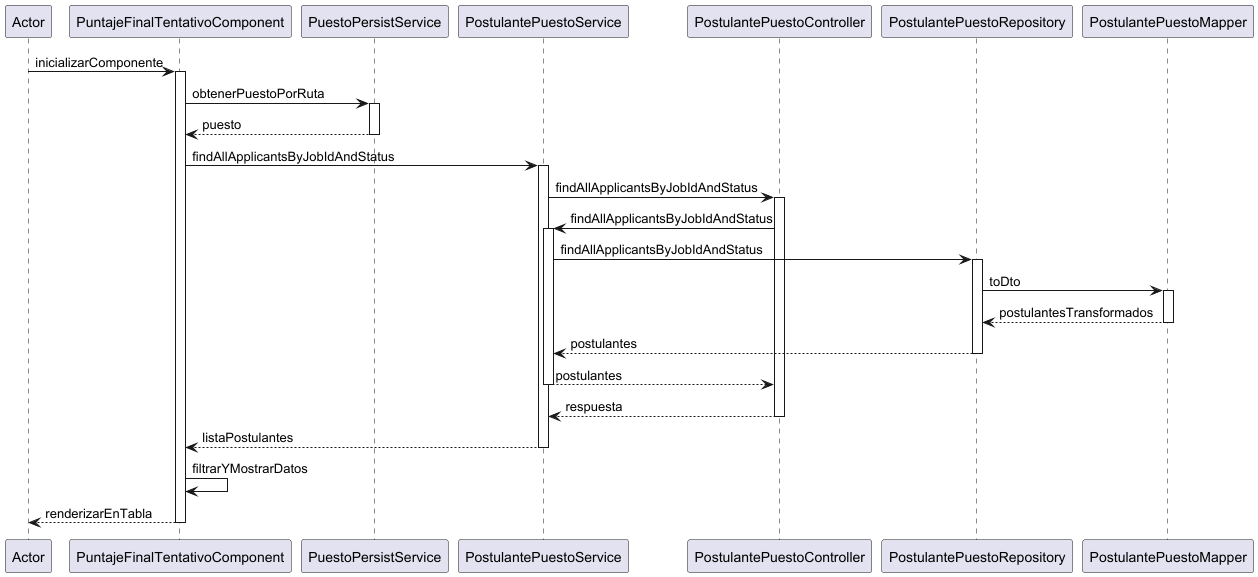 Actor
PuntajeFinalTentativoComponent
PuestoPersistService
PostulantePuestoService
PostulantePuestoController
PostulantePuestoRepository
PostulantePuestoMapper
inicializarComponente
obtenerPuestoPorRuta
puesto
findAllApplicantsByJobIdAndStatus
findAllApplicantsByJobIdAndStatus
findAllApplicantsByJobIdAndStatus
findAllApplicantsByJobIdAndStatus
toDto
postulantesTransformados
postulantes
postulantes
respuesta
listaPostulantes
filtrarYMostrarDatos
renderizarEnTabla
Actor
PuntajeFinalTentativoComponent
PuestoPersistService
PostulantePuestoService
PostulantePuestoController
PostulantePuestoRepository
PostulantePuestoMapper